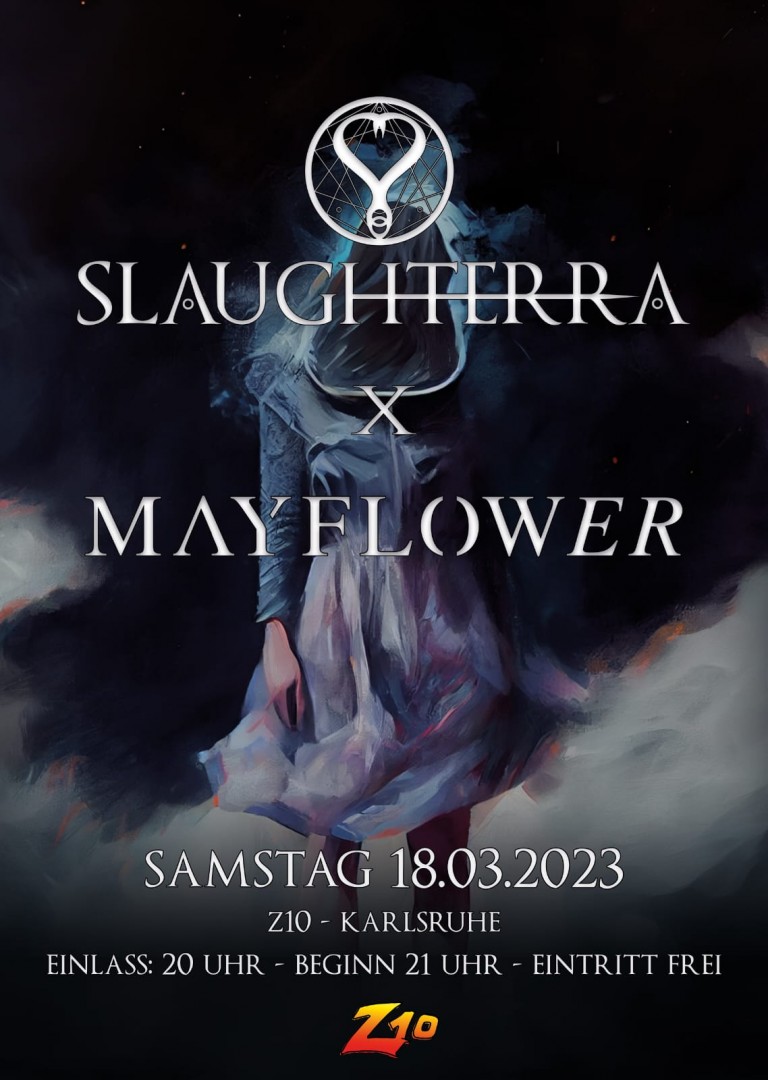 SLAUGHTERRA
X
MAYFLOWER
SAMSTAG 18.03.2023
Z10 - KARLSRUHE
EINLASS: 20 UHR - BEGINN 21 UHR - EINTRITT FREI
Z10